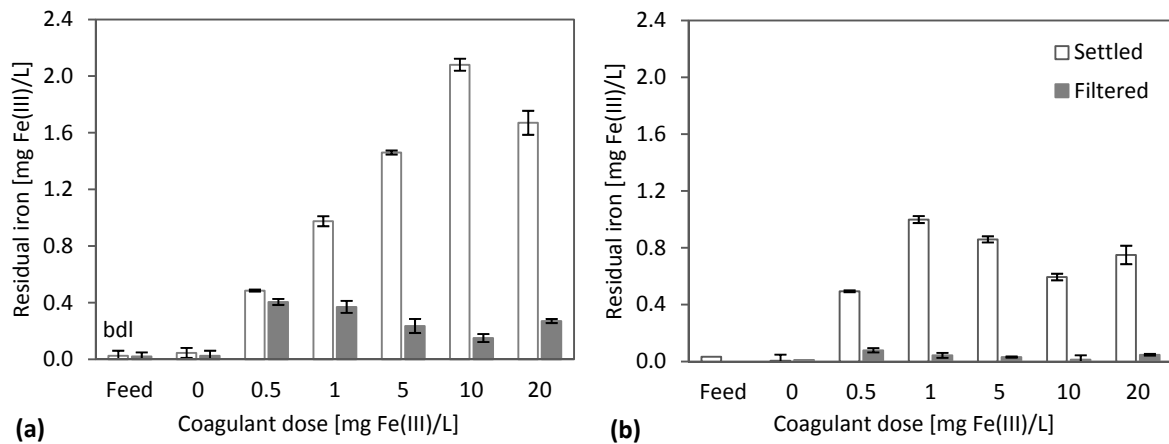 Residual iron [mg Fe(III)/L]
2.4
2.0
1.6
1.2
0.8
0.4
0.0
bdl
Feed 0 0.5 1 5 10 20
Coagulant dose [mg Fe(III)/L]
(a)
Residual iron [mg Fe(III)/L]
2.4
2.0
1.6
1.2
0.8
0.4
0.0
Settled
Filtered
Feed 0 0.5 1 5 10 20
Coagulant dose [mg Fe(III)/L]
(b)